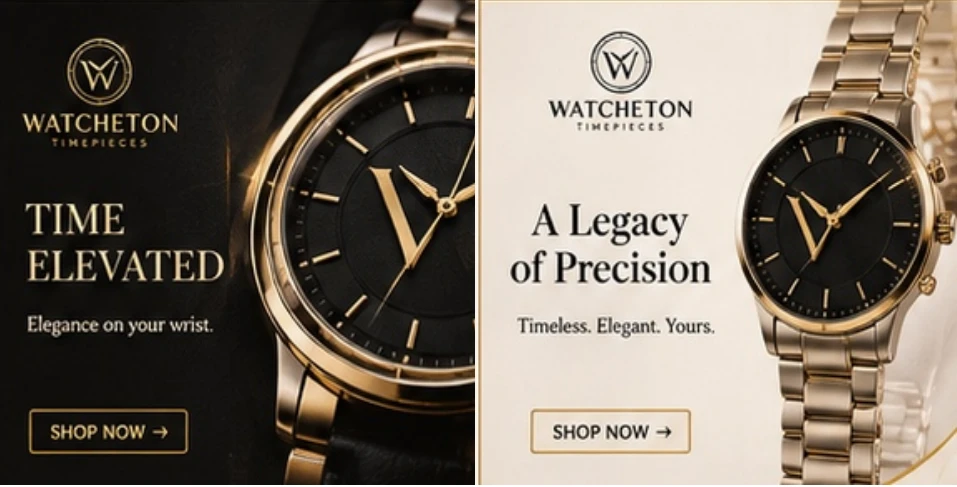 WATCHETON
TIMEPIECES
TIME
ELEVATED
Elegance on your wrist.
SHOP NOW →
WATCHETON
TIMEPIECES
A Legacy
of Precision
Timeless. Elegant. Yours.
SHOP NOW →